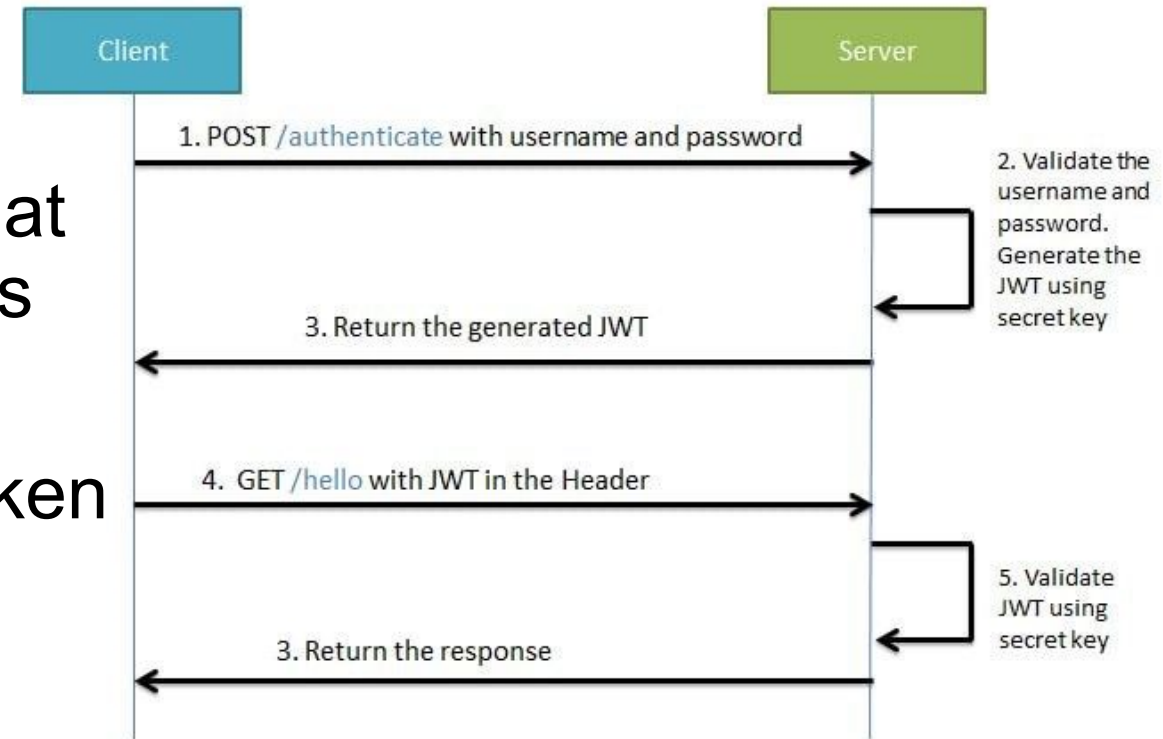 Client
Server
1. POST /authenticate with username and password
2. Validate the
username and
password.
Generate the
JWT using
secret key
at
s
3. Return the generated JWT
4. GET /hello with JWT in the Header
ken
5. Validate
JWT using
secret key
3. Return the response